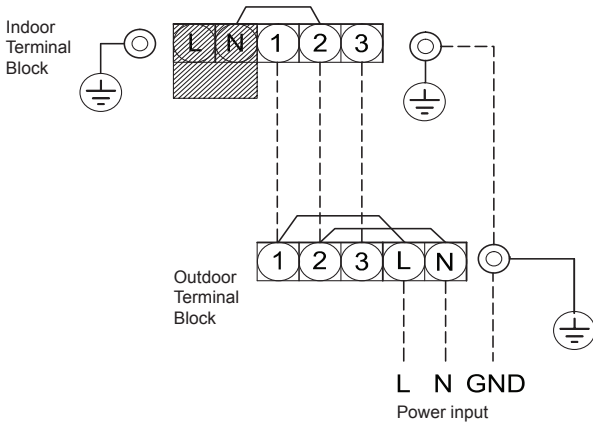 Indoor
Terminal
Block
L N 1 2 3
1 2 3 L N
Outdoor
Terminal
Block
L N GND
Power input